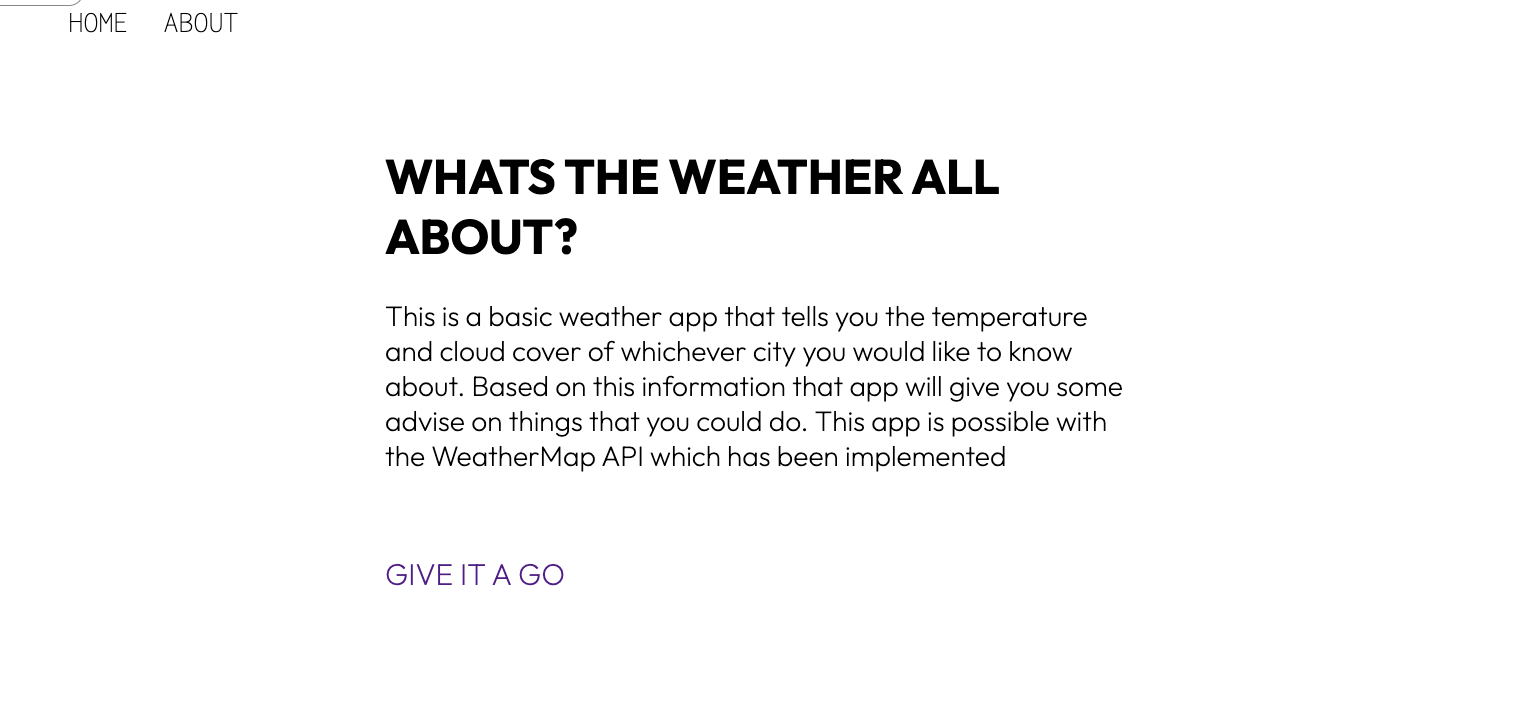 HOME ABOUT
WHATS THE WEATHER ALL
ABOUT?
This is a basic weather app that tells you the temperature
and cloud cover of whichever city you would like to know
about. Based on this information that app will give you some
advise on things that you could do. This app is possible with
the WeatherMap API which has been implemented
GIVE IT A GO